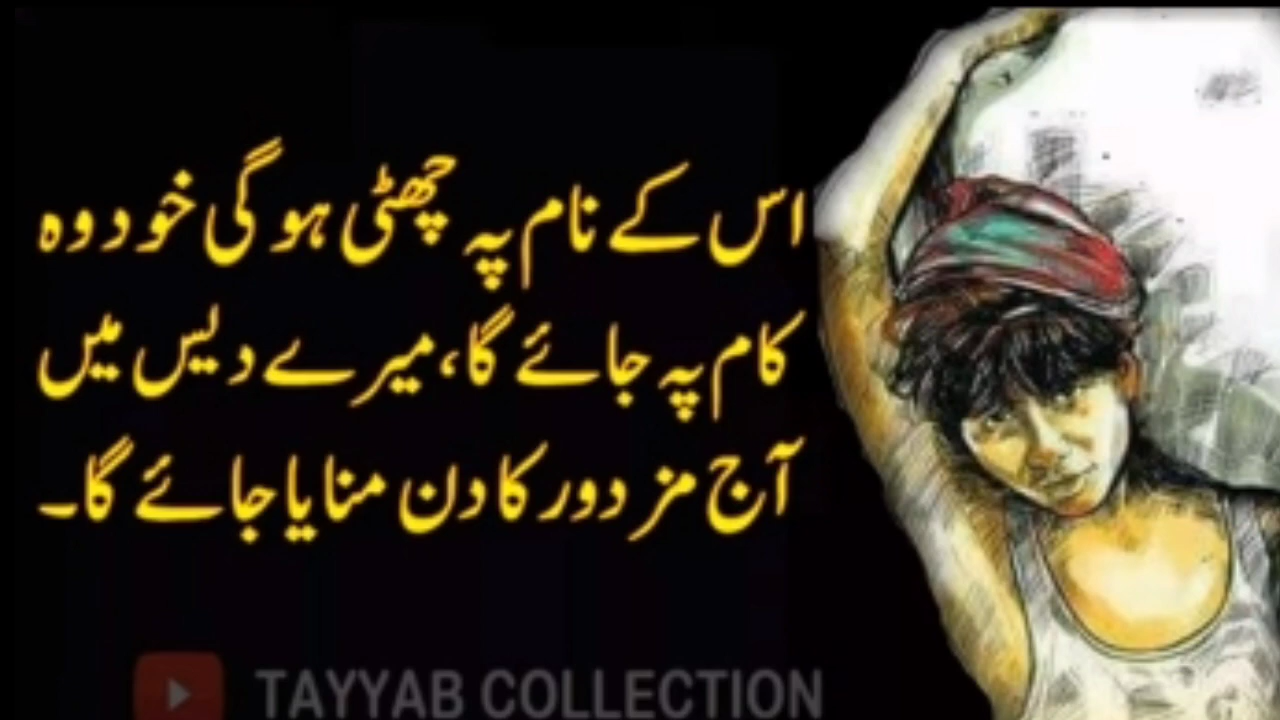 اس کے نام پہ چھٹی ہو گی خود وہ
کام پہ جائے گا، میرے دیس میں
آج مزدور کا دن منایا جائے گا۔
TAYYAB COLLECTION